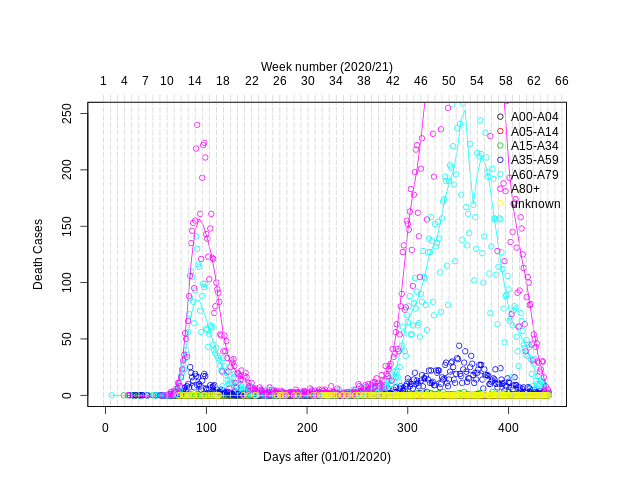 Week number (2020/21)
1 4 7 10 14 18 22 26 30 34 38 42 46 50 54 58 62 66
250
200
150
100
50
0
Death Cases
A00-A04
A05-A14
A15-A34
A35-A59
A60-A79
A80+
unknown
0 100 200 300 400
Days after (01/01/2020)